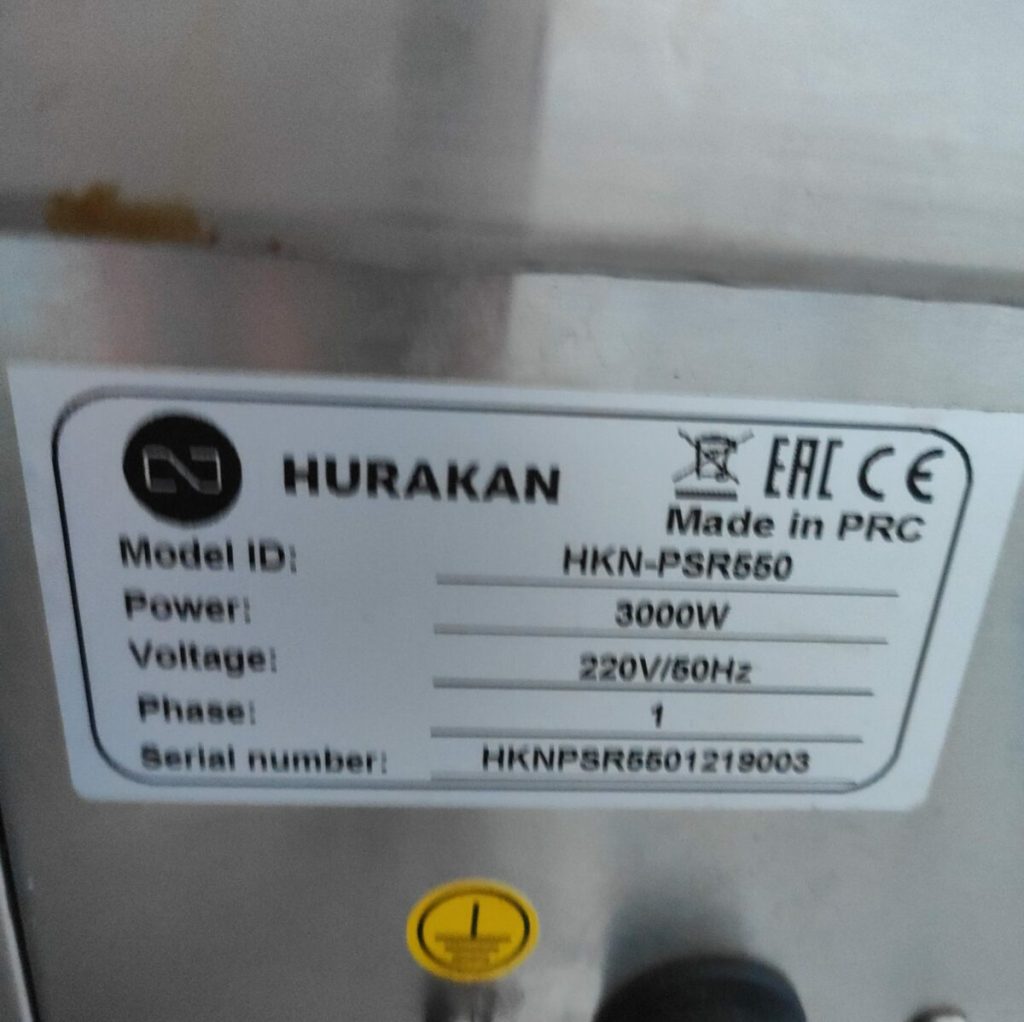 HURAKAN
EAC CE
Made in PRC
Model ID: HKN-PSR550
Power: 3000W
Voltage: 220V/50Hz
Phase: 1
Serial number: HKNPSR5501219003